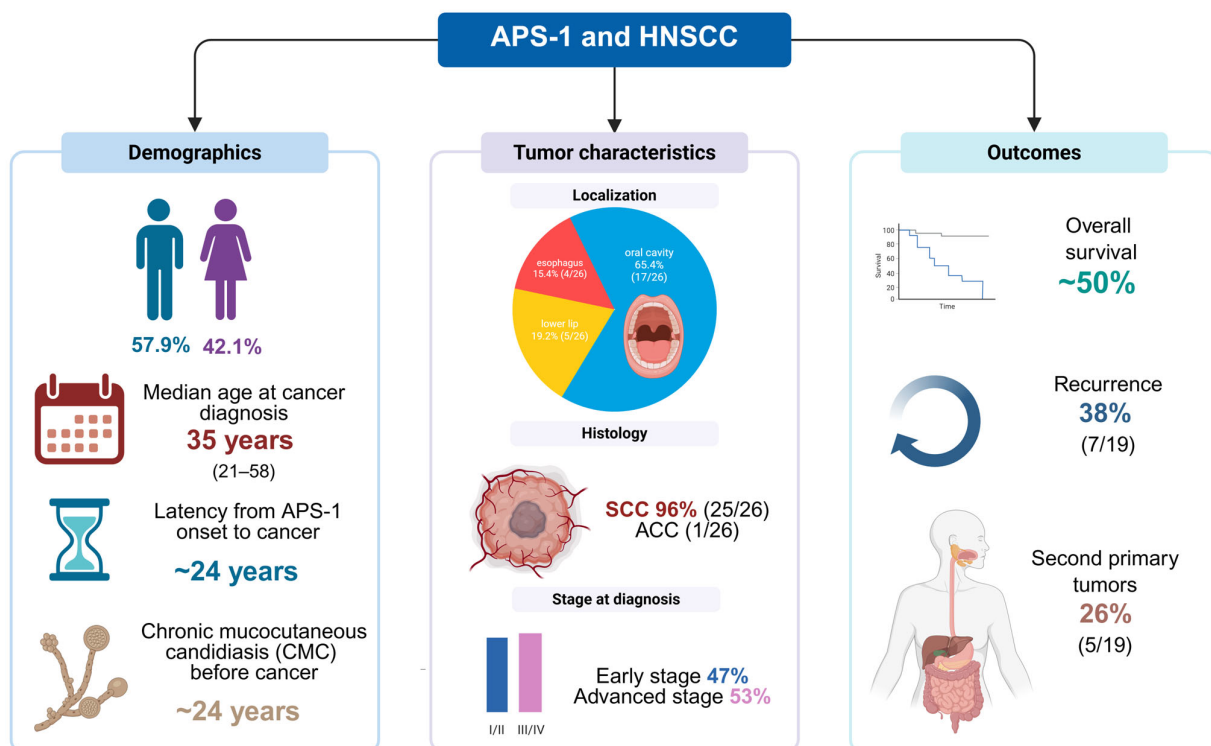 APS-1 and HNSCC
Demographics
57.9% 42.1%
Median age at cancer
diagnosis
35 years
(21–58)
Latency from APS-1
onset to cancer
~24 years
Chronic mucocutaneous
candidiasis (CMC)
before cancer
~24 years
Tumor characteristics
Localization
esophagus
15.4% (4/26)
oral cavity
65.4%
(17/26)
lower lip
19.2% (5/26)
Histology
SCC 96% (25/26)
ACC (1/26)
Stage at diagnosis
Early stage 47%
Advanced stage 53%
I/II III/IV
Outcomes
100
80
60
40
20
0
Survival
Time
Overall
survival
~50%
Recurrence
38%
(7/19)
Second primary
tumors
26%
(5/19)